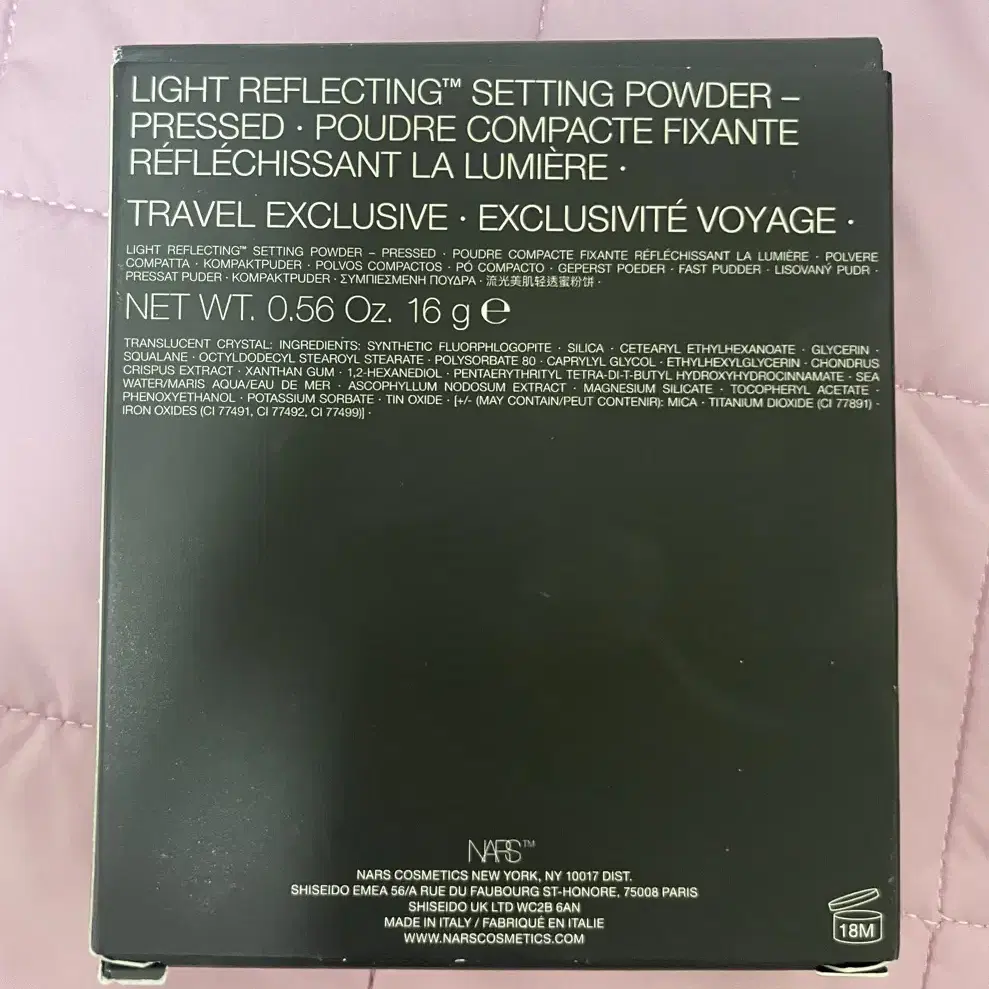 LIGHT REFLECTING™ SETTING POWDER –
PRESSED · POUDRE COMPACTE FIXANTE
RÉFLÉCHISSANT LA LUMIÈRE ·
TRAVEL EXCLUSIVE · EXCLUSIVITÉ VOYAGE ·
LIGHT REFLECTING™ SETTING POWDER – PRESSED · POUDRE COMPACTE FIXANTE RÉFLÉCHISSANT LA LUMIÈRE · POLVERE
COMPATTA · KOMPAKTPUDER · POLVOS COMPACTOS · PÓ COMPACTO · GEPERST POEDER · FAST PUDDER · LISOVANÝ PUDR ·
PRESSAT PUDER · KOMPAKTPUDER · ΣΥΜΠΙΕΣΜΕΝΗ ΠΟΥΔΡΑ · 流光美肌轻透蜜粉饼 ·
NET WT. 0.56 Oz. 16 g ℮
TRANSLUCENT CRYSTAL: INGREDIENTS: SYNTHETIC FLUORPHLOGOPITE · SILICA · CETEARYL ETHYLHEXANOATE · GLYCERIN ·
SQUALANE · OCTYLDODECYL STEAROYL STEARATE · POLYSORBATE 80 · CAPRYLYL GLYCOL · ETHYLHEXYLGLYCERIN · CHONDRUS
CRISPUS EXTRACT · XANTHAN GUM · 1,2-HEXANEDIOL · PENTAERYTHRITYL TETRA-DI-T-BUTYL HYDROXYHYDROCINNAMATE · SEA
WATER/MARIS AQUA/EAU DE MER · ASCOPHYLLUM NODOSUM EXTRACT · MAGNESIUM SILICATE · TOCOPHERYL ACETATE ·
PHENOXYETHANOL · POTASSIUM SORBATE · TIN OXIDE · [+/- (MAY CONTAIN/PEUT CONTENIR): MICA · TITANIUM DIOXIDE (CI 77891) ·
IRON OXIDES (CI 77491, CI 77492, CI 77499)] ·
NARS™
NARS COSMETICS NEW YORK, NY 10017 DIST.
SHISEIDO EMEA 56/A RUE DU FAUBOURG ST-HONORE, 75008 PARIS
SHISEIDO UK LTD WC2B 6AN
MADE IN ITALY / FABRIQUÉ EN ITALIE
WWW.NARSCOSMETICS.COM
18M